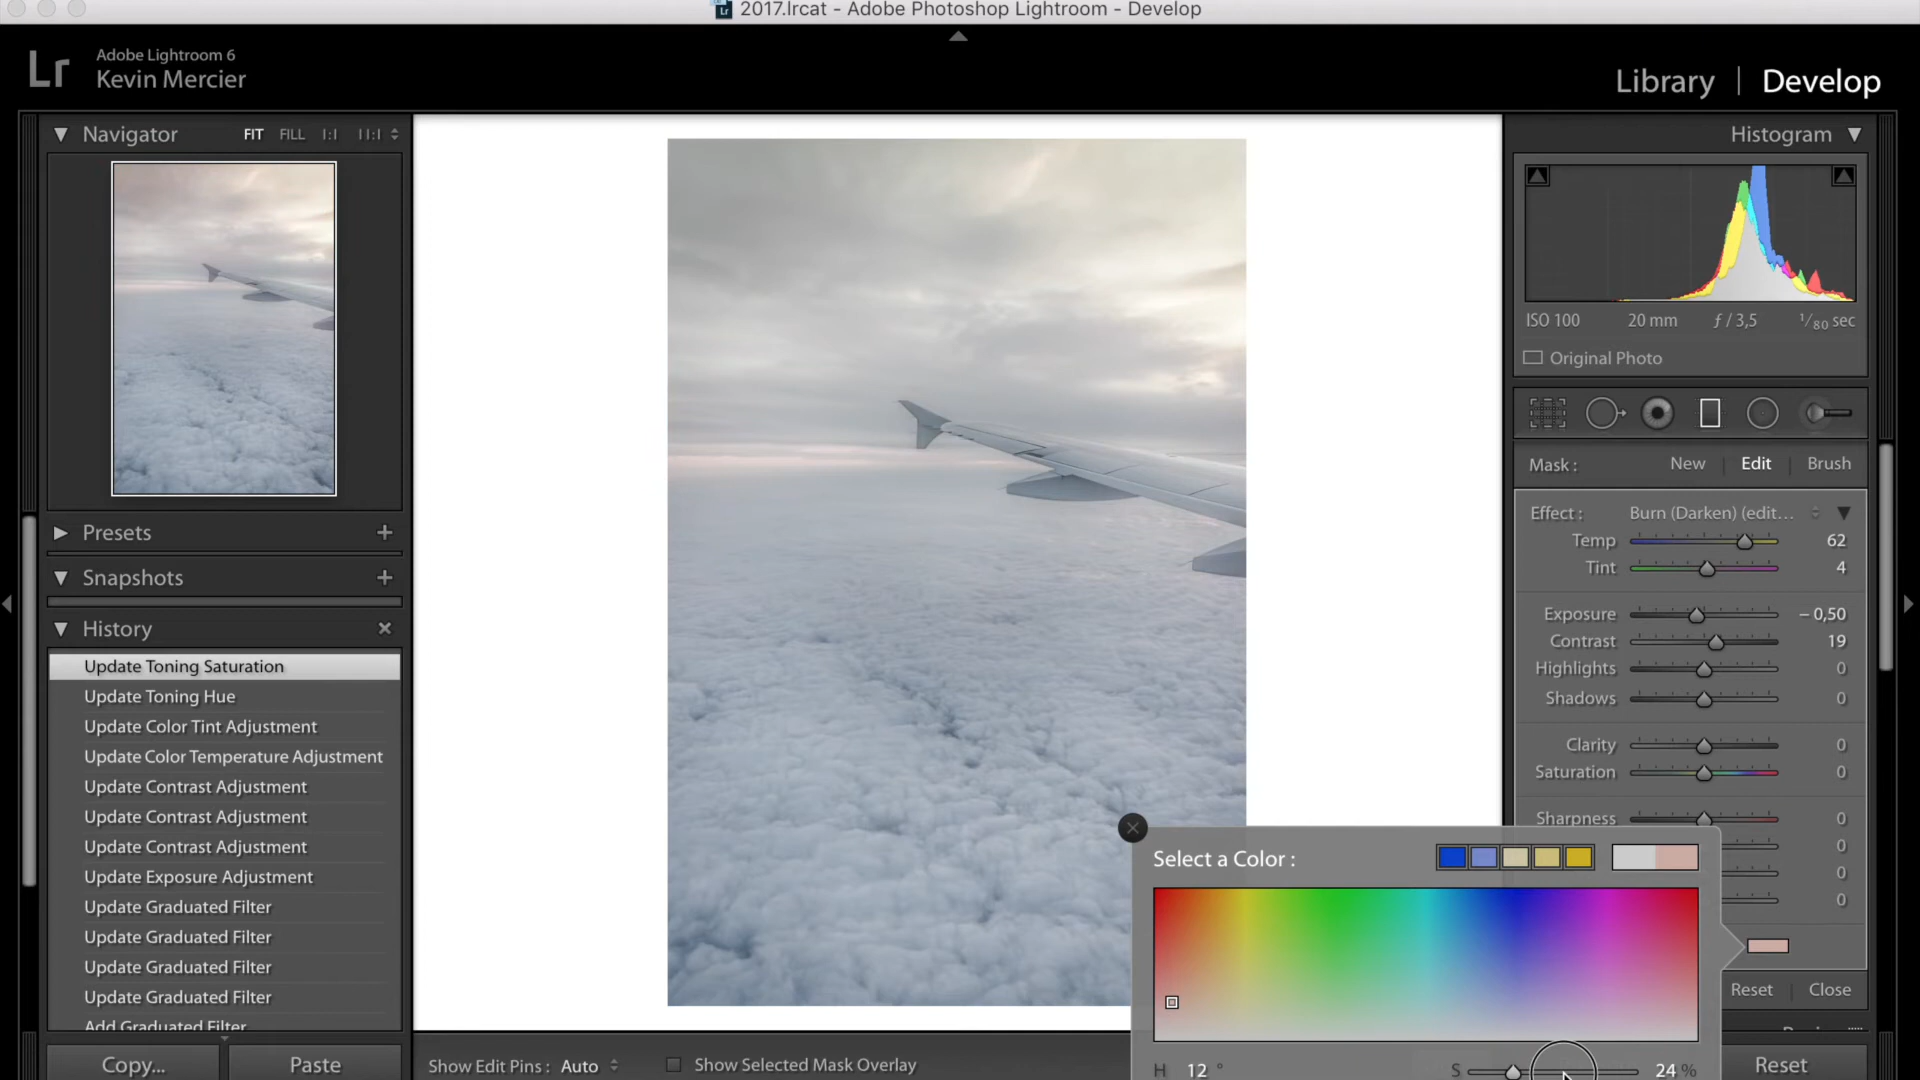 2017.lrcat - Adobe Photoshop Lightroom - Develop
Lr
Adobe Lightroom 6
Kevin Mercier
Library | Develop
Navigator FIT FILL 1:1 11:1
Presets +
Snapshots +
History ×
Update Toning Saturation
Update Toning Hue
Update Color Tint Adjustment
Update Color Temperature Adjustment
Update Contrast Adjustment
Update Contrast Adjustment
Update Contrast Adjustment
Update Exposure Adjustment
Update Graduated Filter
Update Graduated Filter
Update Graduated Filter
Update Graduated Filter
Add Graduated Filter
Copy... Paste
Show Edit Pins : Auto Show Selected Mask Overlay
Histogram
ISO 100 20 mm ƒ / 3,5 1/80 sec
Original Photo
Mask : New | Edit | Brush
Effect : Burn (Darken) (edit...
Temp 62
Tint 4
Exposure – 0,50
Contrast 19
Highlights 0
Shadows 0
Clarity 0
Saturation 0
Sharpness
0
0
0
Select a Color :
H 12 ° S 24 %
Reset | Close
Reset